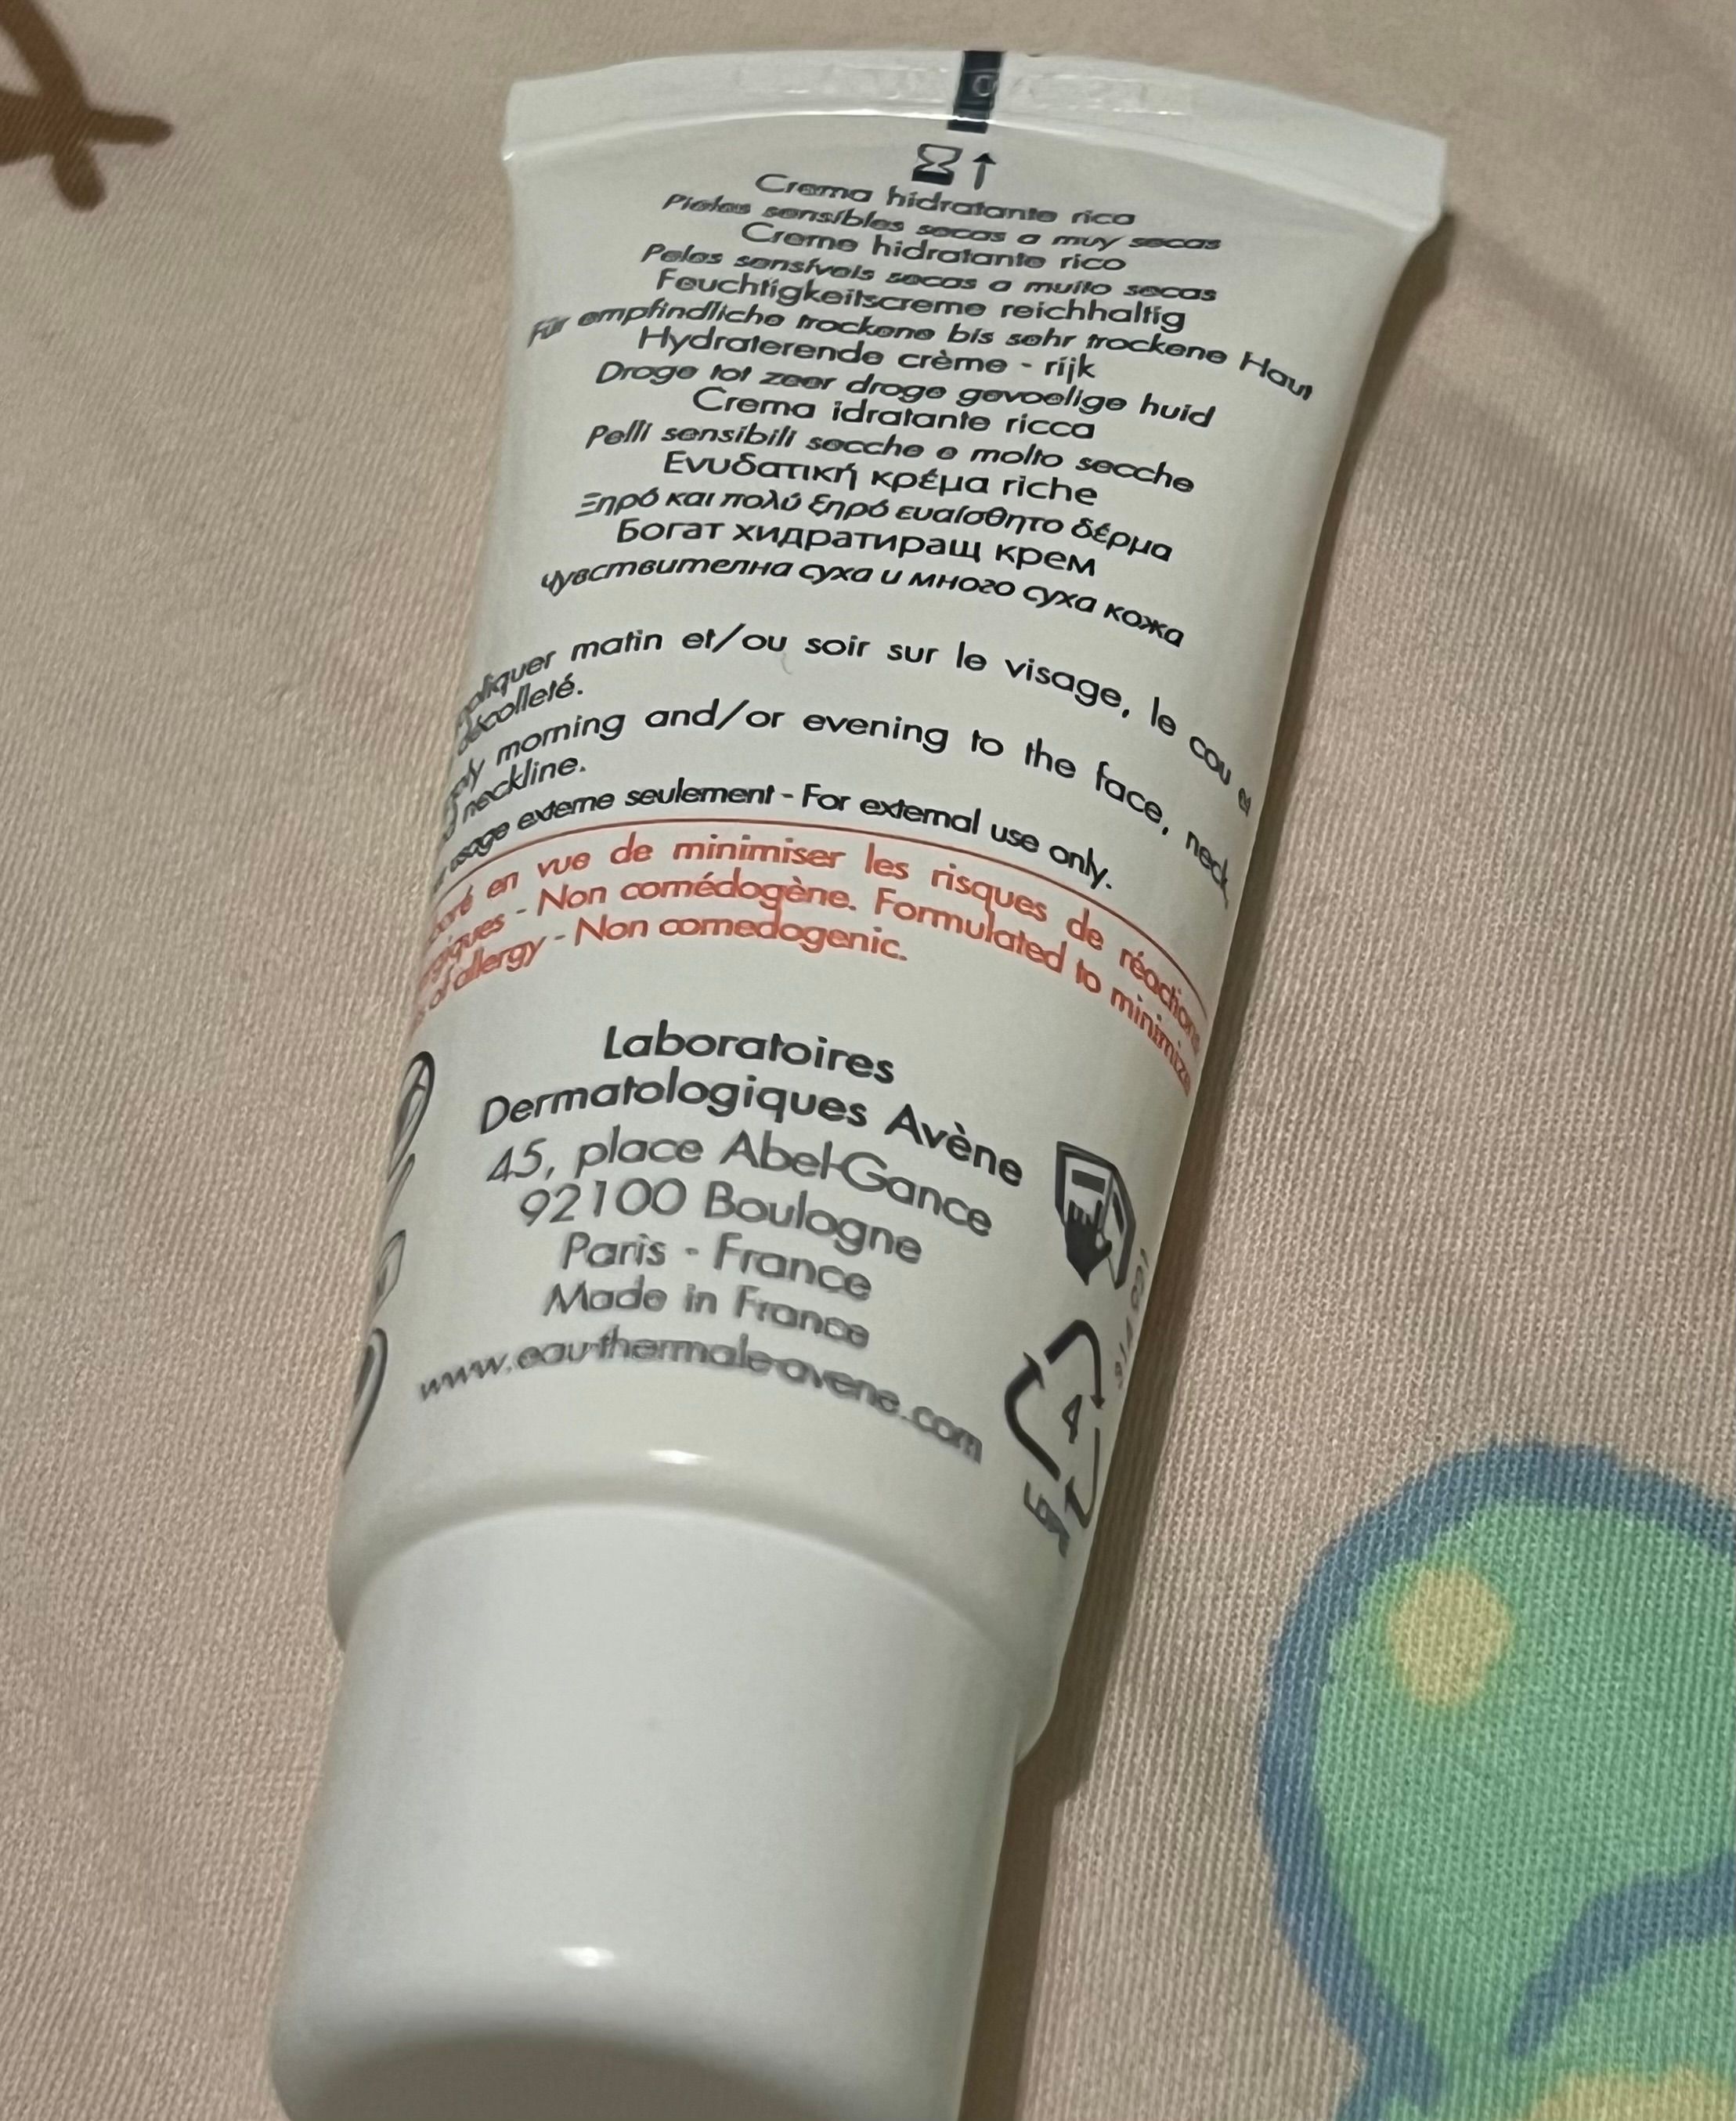 Crema hidratante rica
Pieles sensibles secas a muy secas
Creme hidratante rico
Peles sensíveis secas a muito secas
Feuchtigkeitscreme reichhaltig
Für empfindliche trockene bis sehr trockene Haut
Hydraterende crème - rijk
Droge tot zeer droge gevoelige huid
Crema idratante ricca
Pelli sensibili secche e molto secche
Ενυδατική κρέμα riche
Ξηρό και πολύ ξηρό ευαίσθητο δέρμα
Богат хидратиращ крем
чувствителна суха и много суха кожа
matin et/ou soir sur le visage, le cou et
décolleté.
morning and/or evening to the face, neck
neckline.
usage externe seulement - For external use only.
en vue de minimiser les risques de réactions
- Non comédogène. Formulated to minimize
of allergy - Non comedogenic.
Laboratoires
Dermatologiques Avène
45, place Abel-Gance
92100 Boulogne
Paris - France
Made in France
www.eau-thermale-avene.com
4